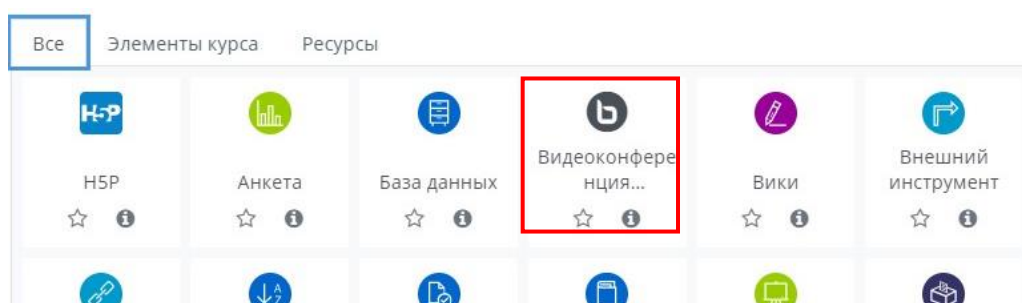 Все Элементы курса Ресурсы
H5P
Видеоконфере
Внешний
H5P Анкета База данных нция... Вики инструмент
A
Z